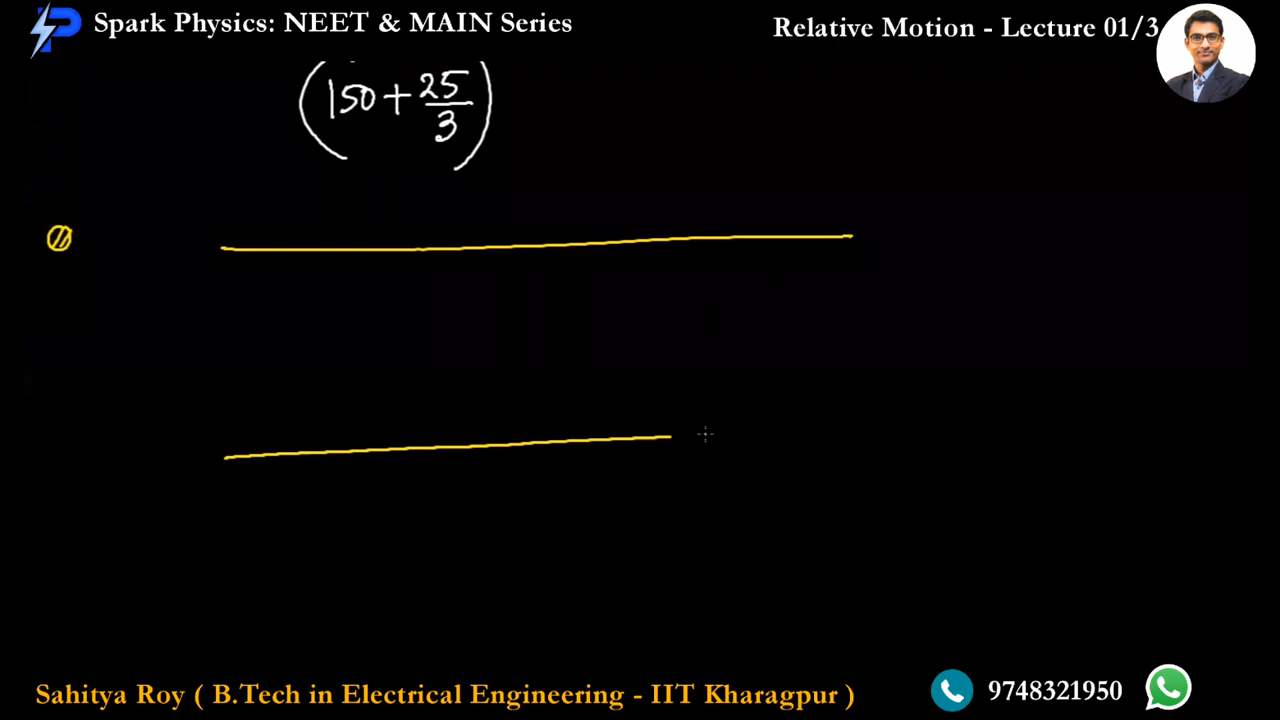 Spark Physics: NEET & MAIN Series
Relative Motion - Lecture 01/3
(150+25/3)
Sahitya Roy ( B.Tech in Electrical Engineering - IIT Kharagpur )
9748321950